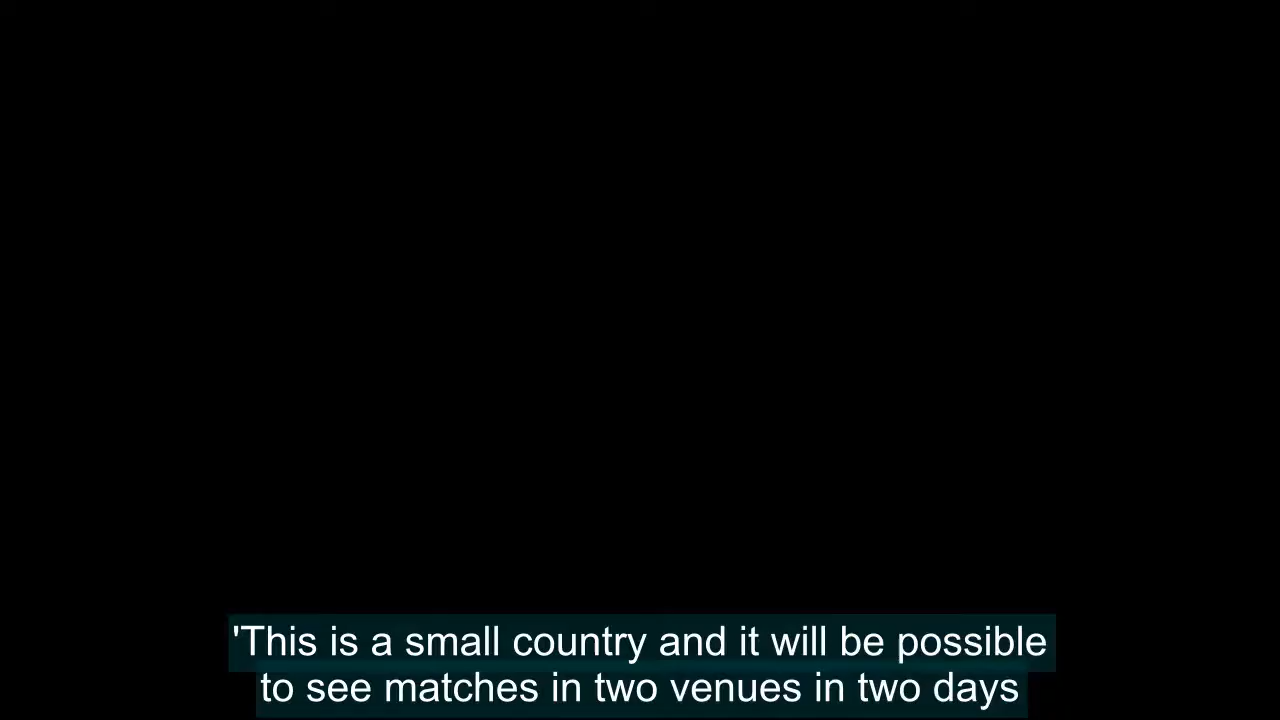 'This is a small country and it will be possible
to see matches in two venues in two days